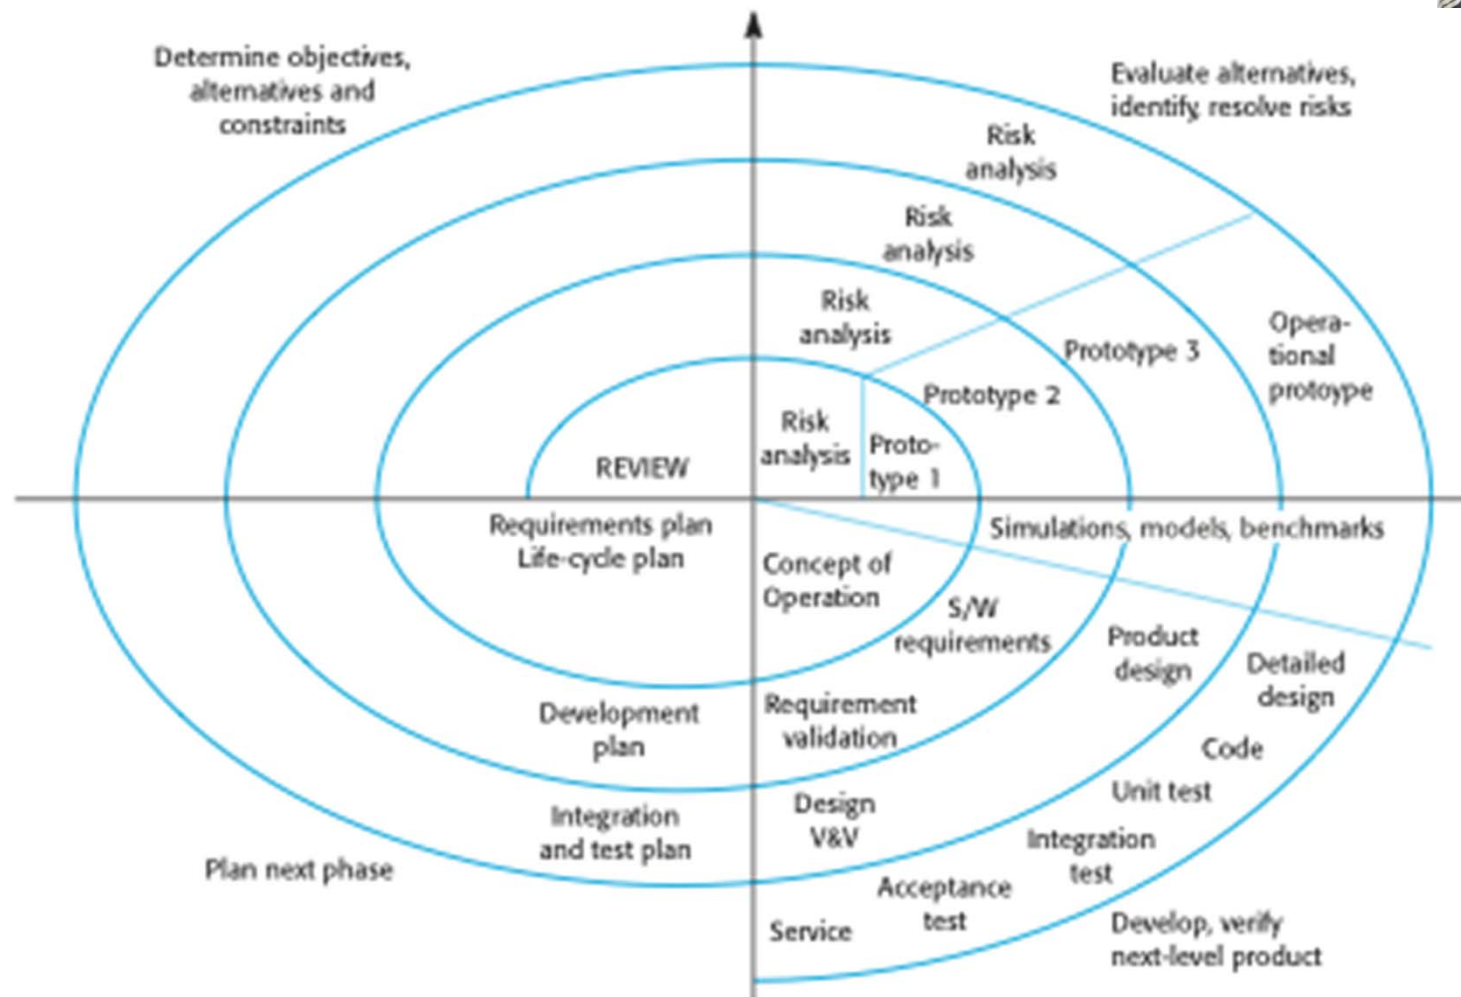 Determine objectives,
alternatives and
constraints
Evaluate alternatives,
identify, resolve risks
Risk
analysis
Risk
analysis
Risk
analysis
Risk
analysis
Proto-
type 1
Prototype 2
Prototype 3
Opera-
tional
protoype
REVIEW
Requirements plan
Life-cycle plan
Simulations, models, benchmarks
Concept of
Operation
S/W
requirements
Product
design
Detailed
design
Development
plan
Requirement
validation
Code
Unit test
Integration
and test plan
Design
V&V
Integration
test
Plan next phase
Acceptance
test
Service
Develop, verify
next-level product